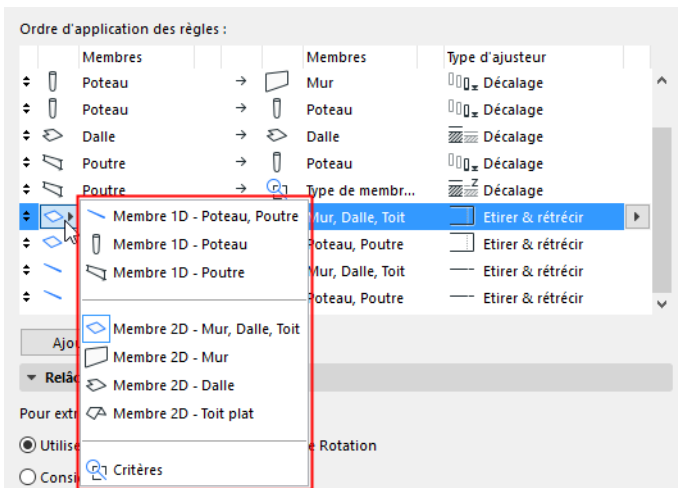 Ordre d'application des règles :
Membres Membres Type d'ajusteur
Poteau → Mur Décalage
Poteau → Poteau Décalage
Dalle → Dalle Décalage
Poutre → Poteau Décalage
Poutre → Type de membr... Décalage
Mur, Dalle, Toit Etirer & rétrécir
Poteau, Poutre Etirer & rétrécir
Mur, Dalle, Toit Etirer & rétrécir
Poteau, Poutre Etirer & rétrécir
Membre 1D - Poteau, Poutre
Membre 1D - Poteau
Membre 1D - Poutre
Membre 2D - Mur, Dalle, Toit
Membre 2D - Mur
Membre 2D - Dalle
Membre 2D - Toit plat
Critères
Ajou
Relâc
Pour extr
Utilise e Rotation
Consi